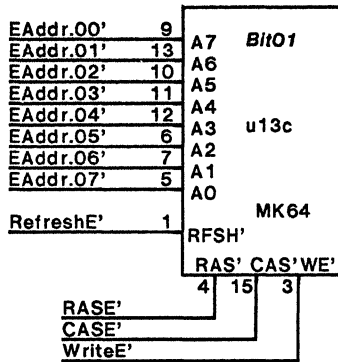 EAddr.00' 9 A7 Bit01
EAddr.01' 13 A6
EAddr.02' 10 A5
EAddr.03' 11 A4
EAddr.04' 12 A3 u13c
EAddr.05' 6 A2
EAddr.06' 7 A1
EAddr.07' 5 A0
MK64
RefreshE' 1 RFSH'
RAS' CAS' WE'
4 15 3
RASE'
CASE'
WriteE'